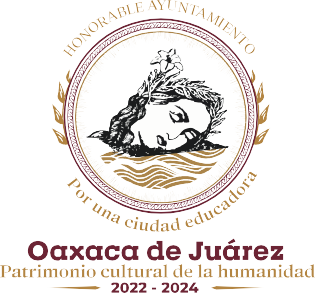 HONORABLE AYUNTAMIENTO
Por una ciudad educadora
Oaxaca de Juárez
Patrimonio cultural de la humanidad
2022 - 2024